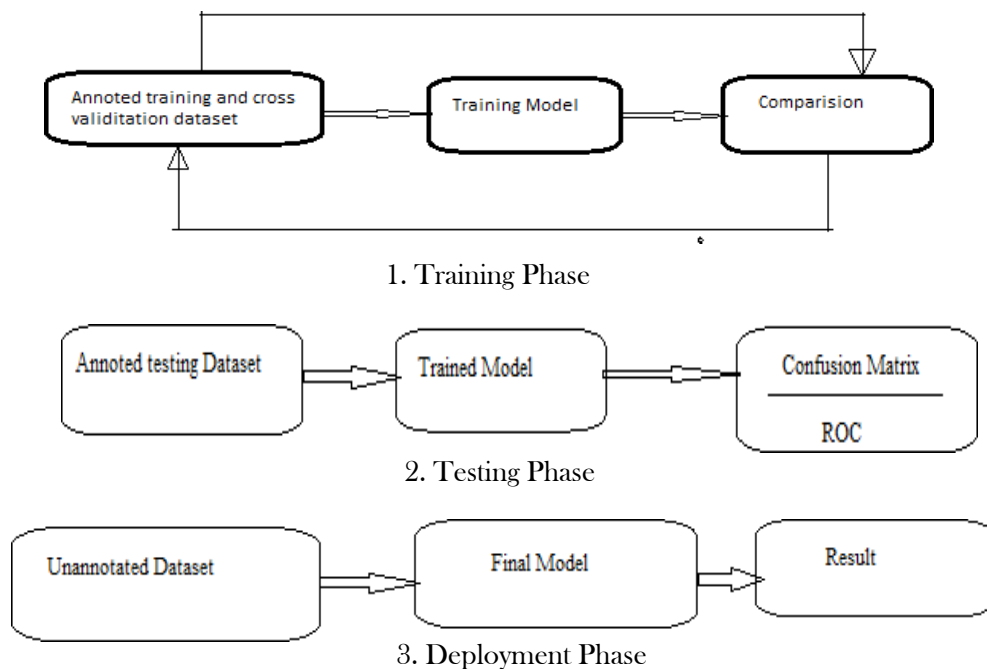 Annoted training and cross
validitation dataset
Training Model
Comparision
1. Training Phase
Annoted testing Dataset
Trained Model
Confusion Matrix
ROC
2. Testing Phase
Unannotated Dataset
Final Model
Result
3. Deployment Phase